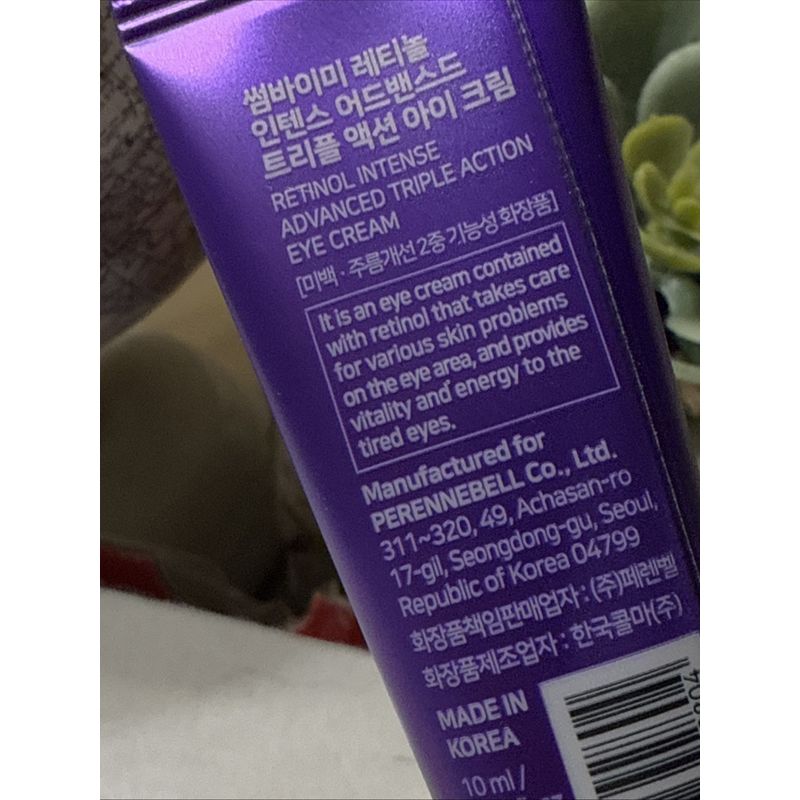 썸바이미 레티놀
인텐스 어드밴스드
트리플 액션 아이 크림
RETINOL INTENSE
ADVANCED TRIPLE ACTION
EYE CREAM
[미백·주름개선 2중 기능성 화장품]
It is an eye cream contained
with retinol that takes care
for various skin problems
on the eye area, and provides
vitality and energy to the
tired eyes.
Manufactured for
PERENNEBELL Co., Ltd.
311~320, 49, Achasan-ro
17-gil, Seongdong-gu, Seoul,
Republic of Korea 04799
화장품책임판매업자 : (주)페렌벨
화장품제조업자 : 한국콜마(주)
MADE IN
KOREA
10 ml /